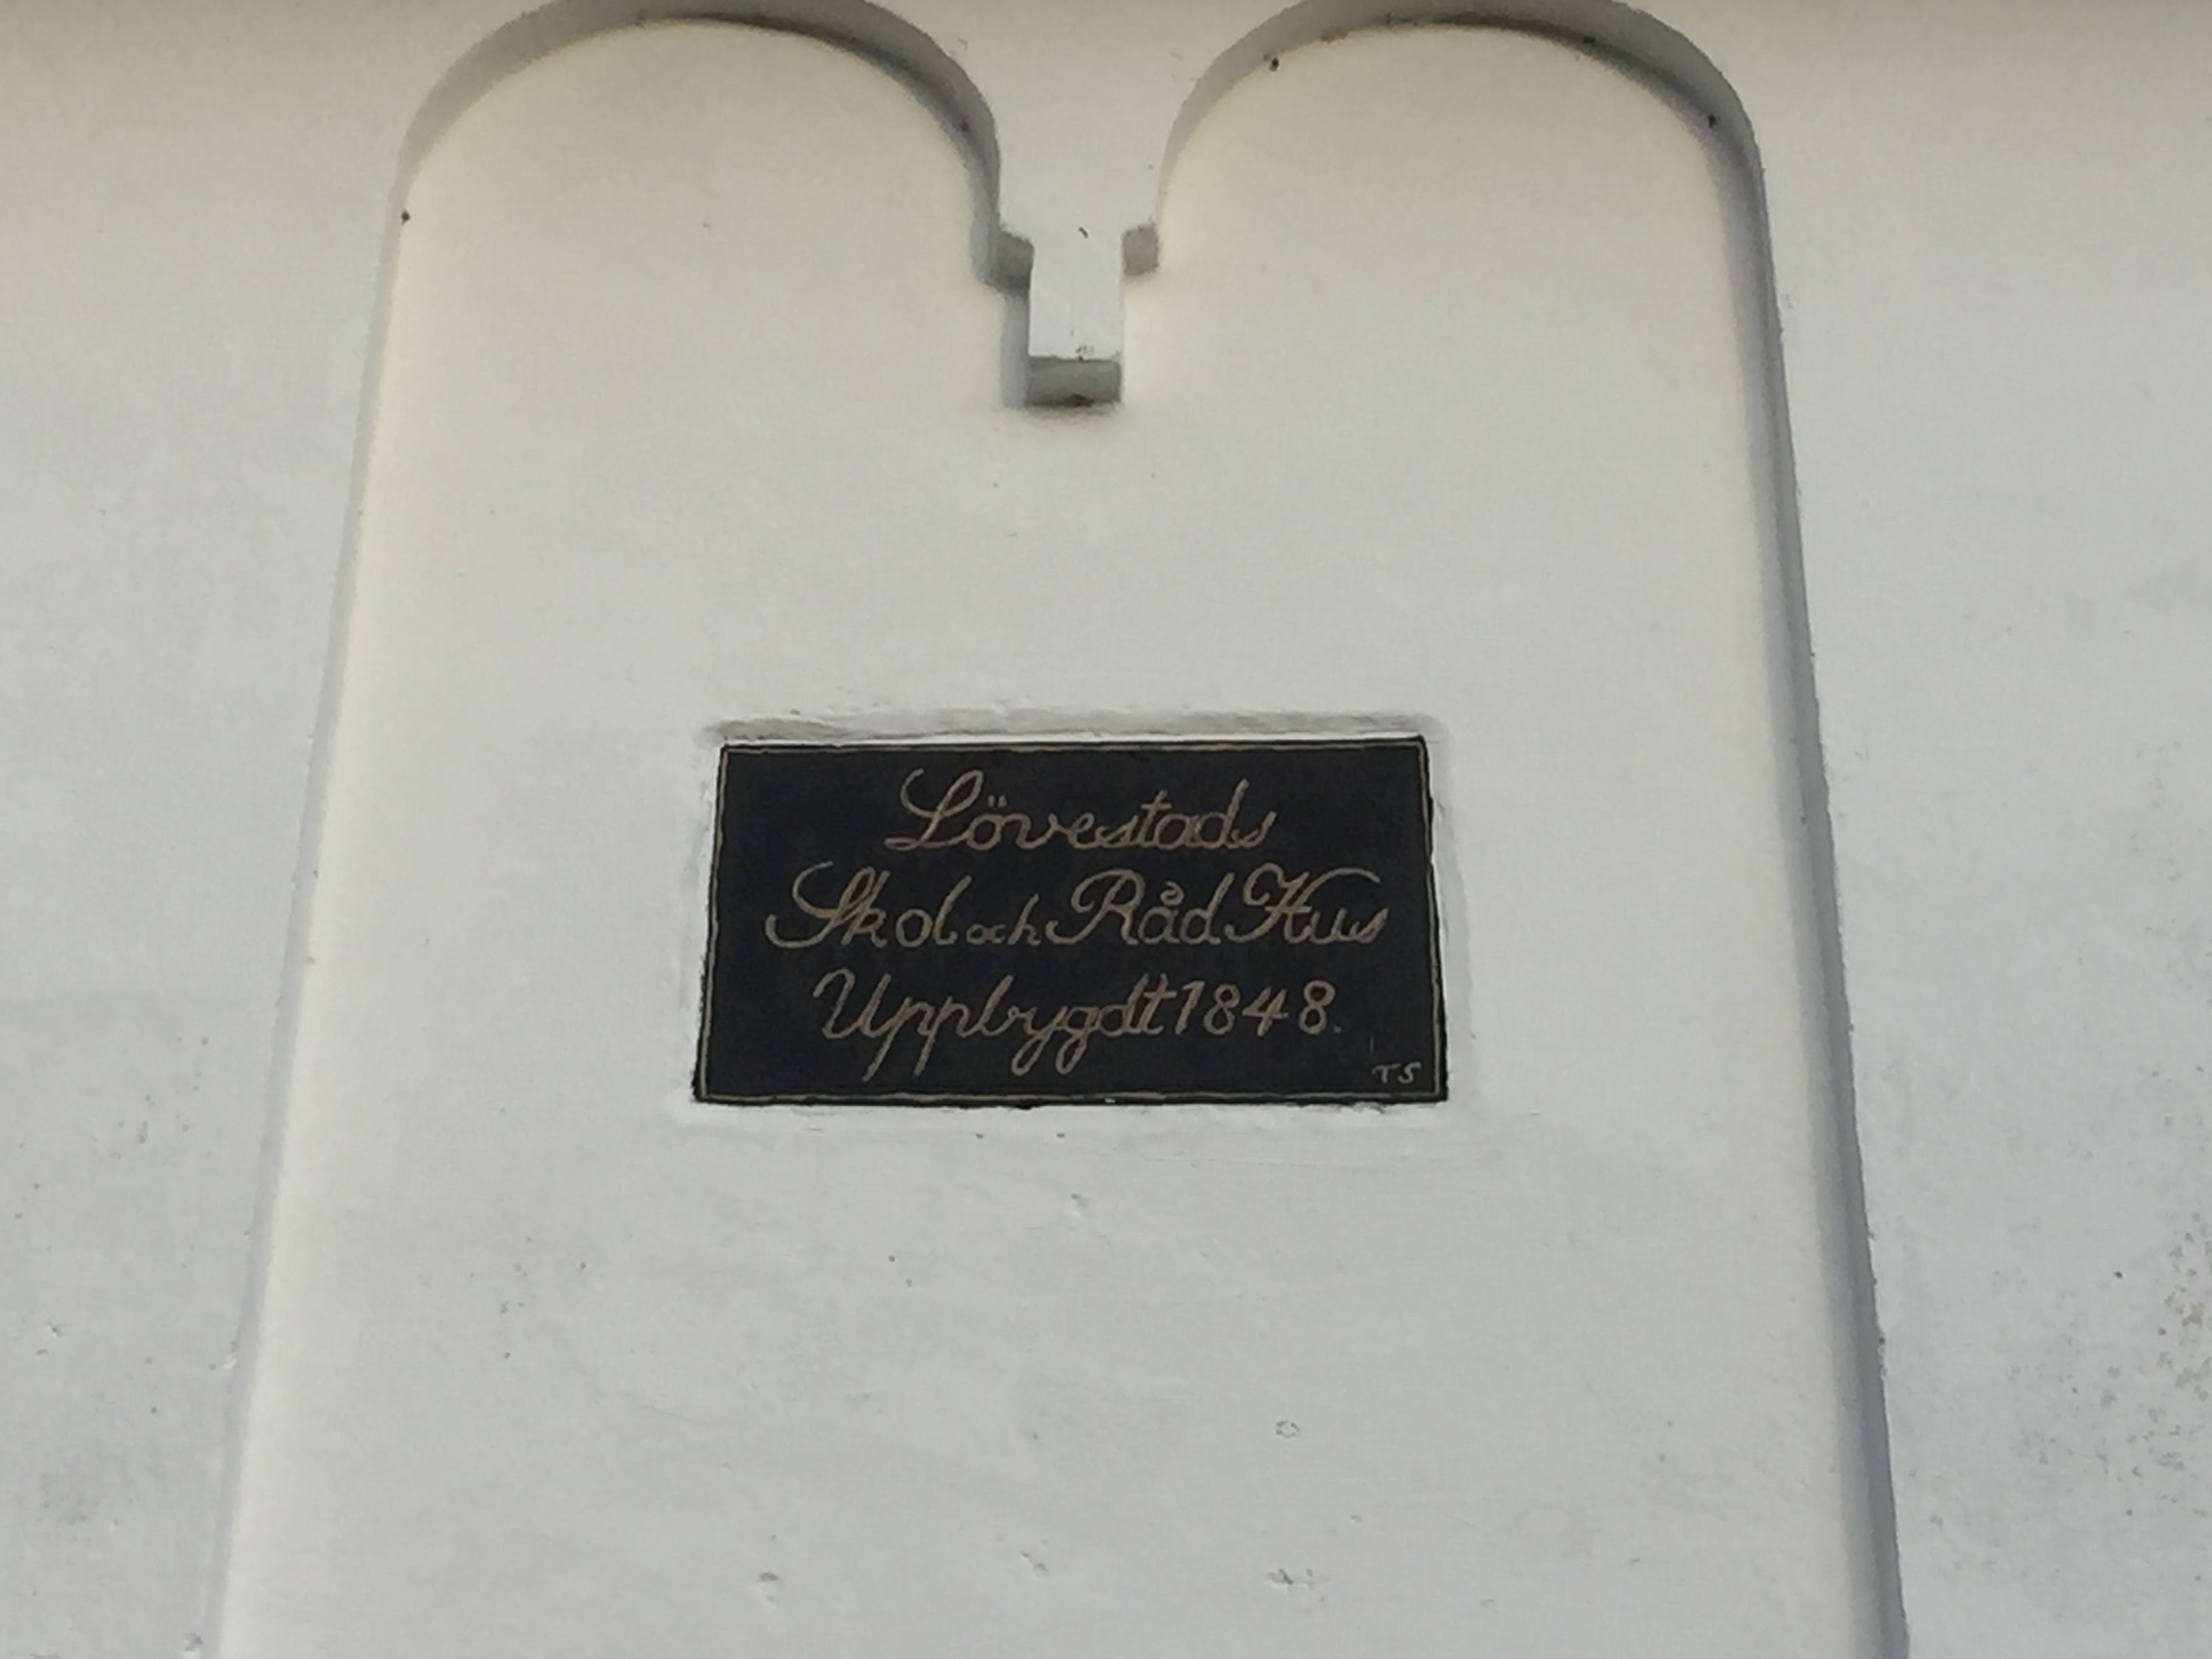 Lövestads
Skol och Råd Hus
Uppbygdt 1848.
TS